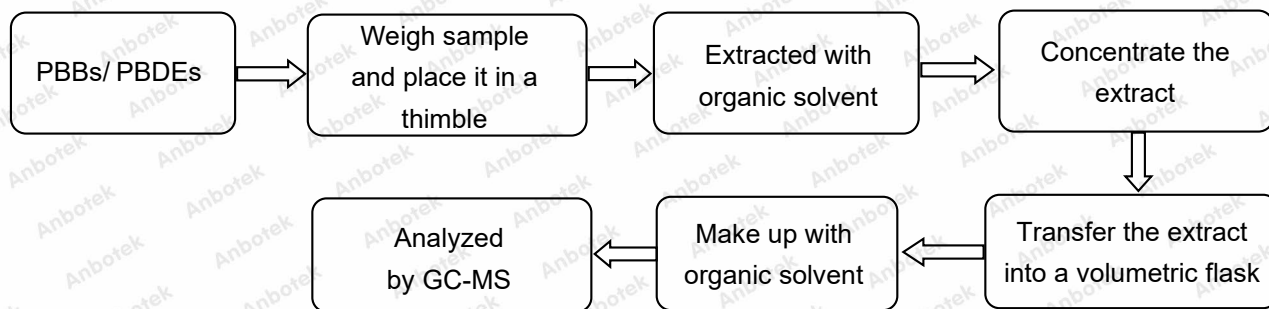 PBBs/ PBDEs
Weigh sample
and place it in a
thimble
Extracted with
organic solvent
Concentrate the
extract
Transfer the extract
into a volumetric flask
Make up with
organic solvent
Analyzed
by GC-MS
Anbotek